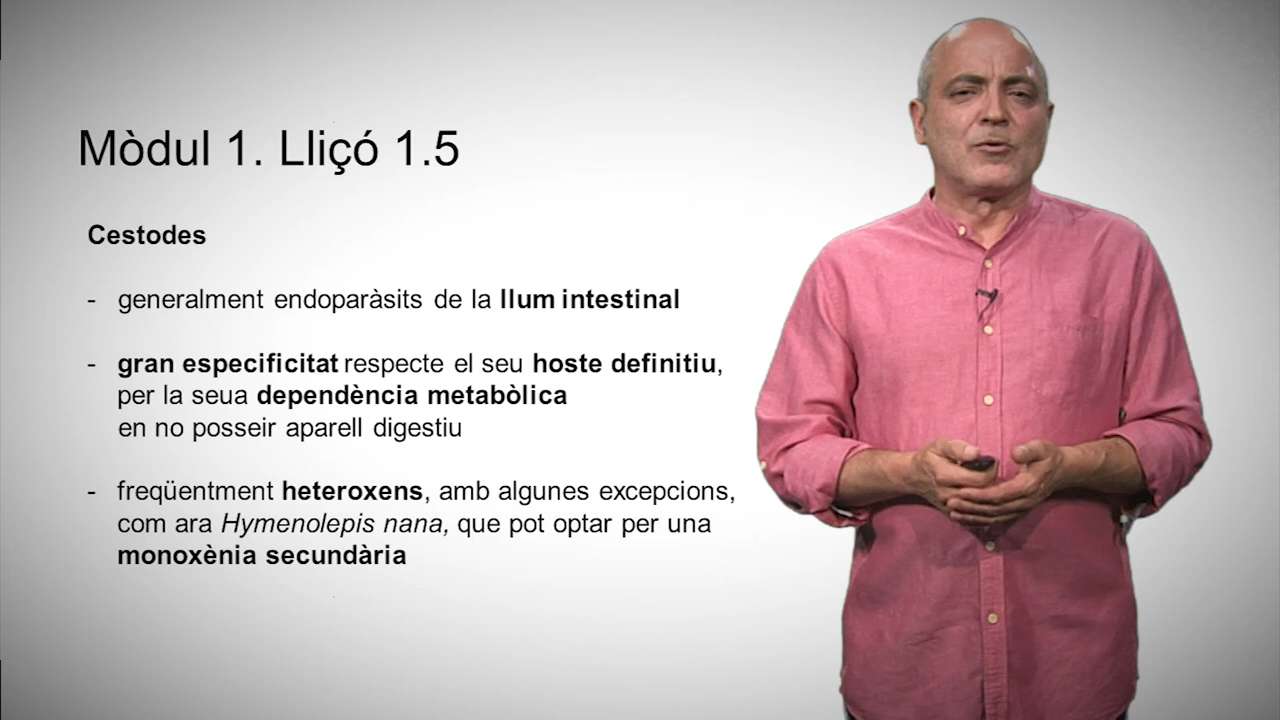 Mòdul 1. Lliçó 1.5
Cestodes
- generalment endoparàsits de la llum intestinal
- gran especificitat respecte el seu hoste definitiu,
per la seua dependència metabòlica
en no posseir aparell digestiu
- freqüentment heteroxens, amb algunes excepcions,
com ara Hymenolepis nana, que pot optar per una
monoxènia secundària